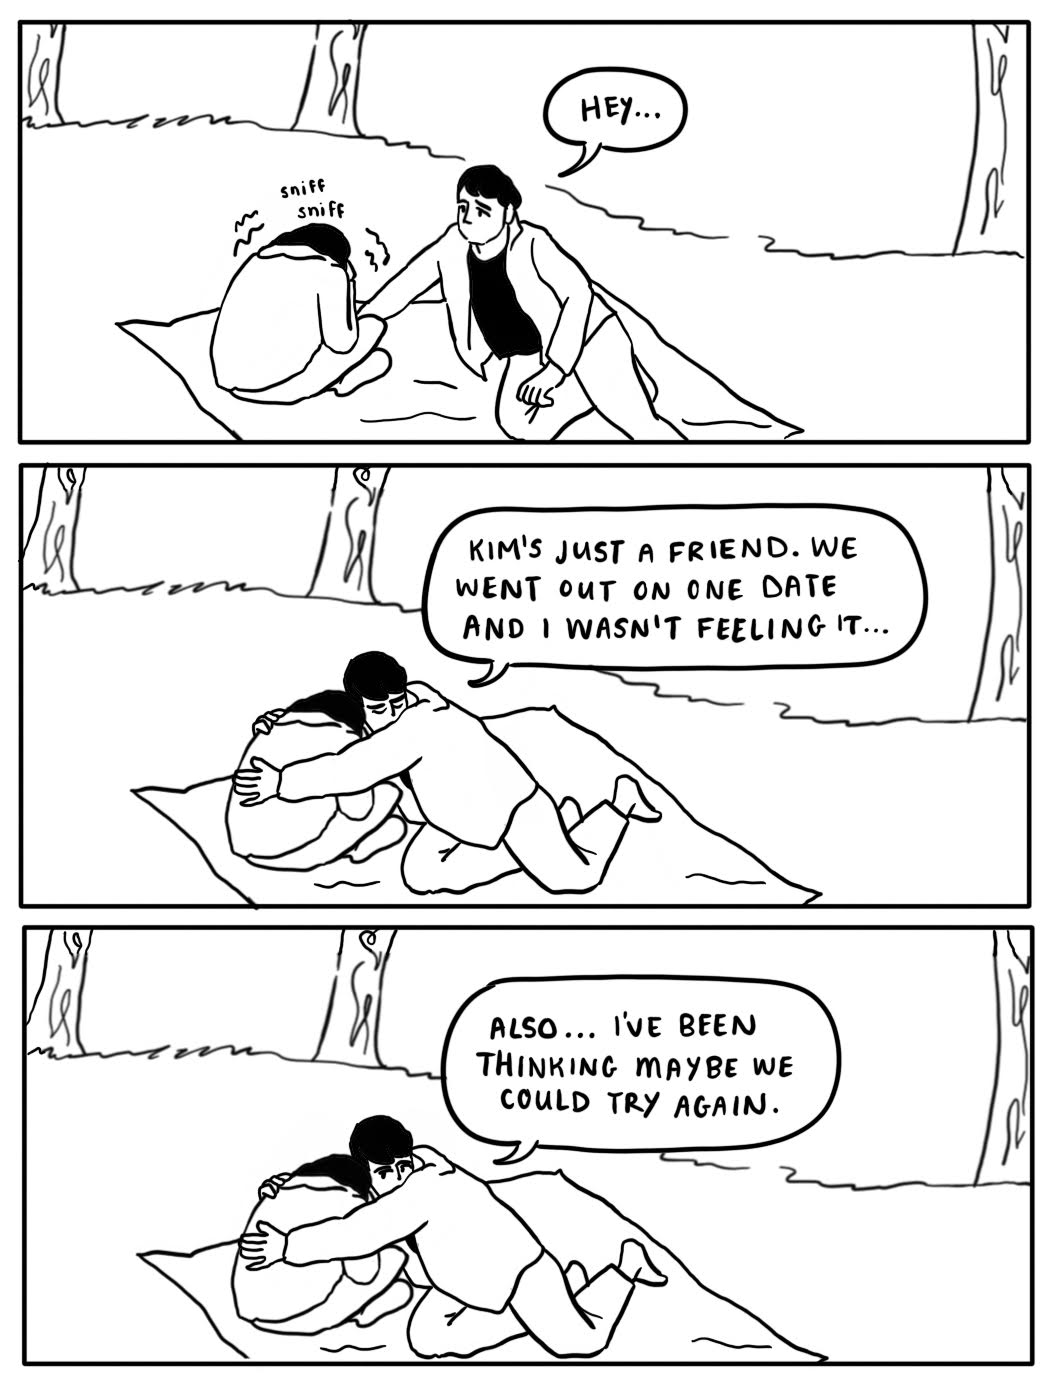 HEY...
sniff
sniff
KIM'S JUST A FRIEND. WE
WENT OUT ON ONE DATE
AND I WASN'T FEELING IT...
ALSO... I'VE BEEN
THINKING MAYBE WE
COULD TRY AGAIN.